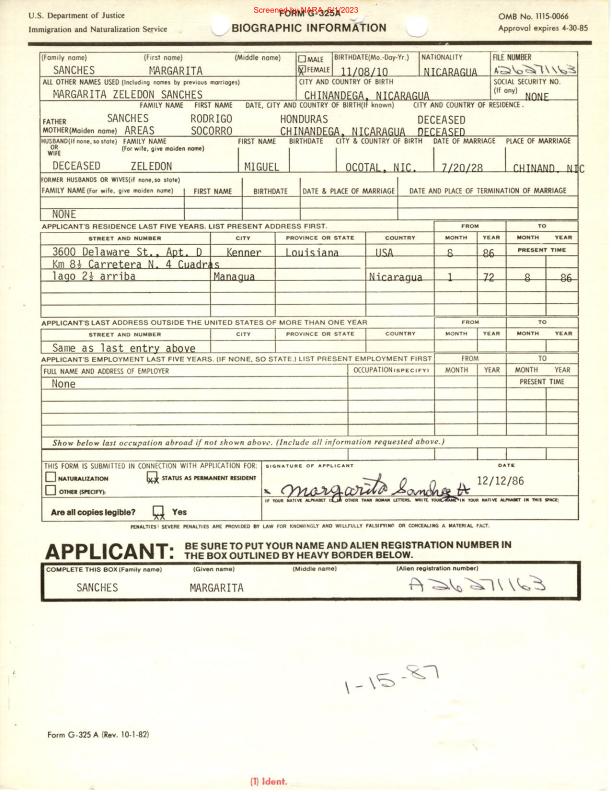 Screened by NARA, 6/1/2023
U.S. Department of Justice
Immigration and Naturalization Service
FORM G-325A
BIOGRAPHIC INFORMATION
OMB No. 1115-0066
Approval expires 4-30-85
(Family name) (First name) (Middle name) MALE BIRTHDATE(Mo.-Day-Yr.) NATIONALITY FILE NUMBER
SANCHES MARGARITA X FEMALE 11/08/10 NICARAGUA A26271163
ALL OTHER NAMES USED (Including names by previous marriages) CITY AND COUNTRY OF BIRTH SOCIAL SECURITY NO. (If any)
MARGARITA ZELEDON SANCHES CHINANDEGA, NICARAGUA NONE
FAMILY NAME FIRST NAME DATE, CITY AND COUNTRY OF BIRTH(If known) CITY AND COUNTRY OF RESIDENCE.
FATHER SANCHES RODRIGO HONDURAS DECEASED
MOTHER(Maiden name) AREAS SOCORRO CHINANDEGA, NICARAGUA DECEASED
HUSBAND(If none, so state) OR WIFE FAMILY NAME (For wife, give maiden name) FIRST NAME BIRTHDATE CITY & COUNTRY OF BIRTH DATE OF MARRIAGE PLACE OF MARRIAGE
DECEASED ZELEDON MIGUEL OCOTAL, NIC. 7/20/28 CHINAND, NIC
FORMER HUSBANDS OR WIVES(if none, so state)
FAMILY NAME (For wife, give maiden name) FIRST NAME BIRTHDATE DATE & PLACE OF MARRIAGE DATE AND PLACE OF TERMINATION OF MARRIAGE
NONE
APPLICANT'S RESIDENCE LAST FIVE YEARS. LIST PRESENT ADDRESS FIRST. FROM TO
STREET AND NUMBER CITY PROVINCE OR STATE COUNTRY MONTH YEAR MONTH YEAR
3600 Delaware St., Apt. D Kenner Louisiana USA 8 86 PRESENT TIME
Km 8½ Carretera N. 4 Cuadras
lago 2½ arriba Managua Nicaragua 1 72 8 86
APPLICANT'S LAST ADDRESS OUTSIDE THE UNITED STATES OF MORE THAN ONE YEAR FROM TO
STREET AND NUMBER CITY PROVINCE OR STATE COUNTRY MONTH YEAR MONTH YEAR
Same as last entry above
APPLICANT'S EMPLOYMENT LAST FIVE YEARS. (IF NONE, SO STATE.) LIST PRESENT EMPLOYMENT FIRST FROM TO
FULL NAME AND ADDRESS OF EMPLOYER OCCUPATION(SPECIFY) MONTH YEAR MONTH YEAR
None PRESENT TIME
Show below last occupation abroad if not shown above. (Include all information requested above.)
THIS FORM IS SUBMITTED IN CONNECTION WITH APPLICATION FOR: SIGNATURE OF APPLICANT DATE
NATURALIZATION XX STATUS AS PERMANENT RESIDENT
OTHER (SPECIFY):
x Margarita Sanches A 12/12/86
IF YOUR NATIVE ALPHABET IS IN OTHER THAN ROMAN LETTERS, WRITE YOUR NAME IN YOUR NATIVE ALPHABET IN THIS SPACE:
Are all copies legible? XX Yes
PENALTIES: SEVERE PENALTIES ARE PROVIDED BY LAW FOR KNOWINGLY AND WILLFULLY FALSIFYING OR CONCEALING A MATERIAL FACT.
APPLICANT: BE SURE TO PUT YOUR NAME AND ALIEN REGISTRATION NUMBER IN
THE BOX OUTLINED BY HEAVY BORDER BELOW.
COMPLETE THIS BOX (Family name) (Given name) (Middle name) (Alien registration number)
SANCHES MARGARITA A26271163
1-15-87
Form G-325 A (Rev. 10-1-82)
(1) Ident.